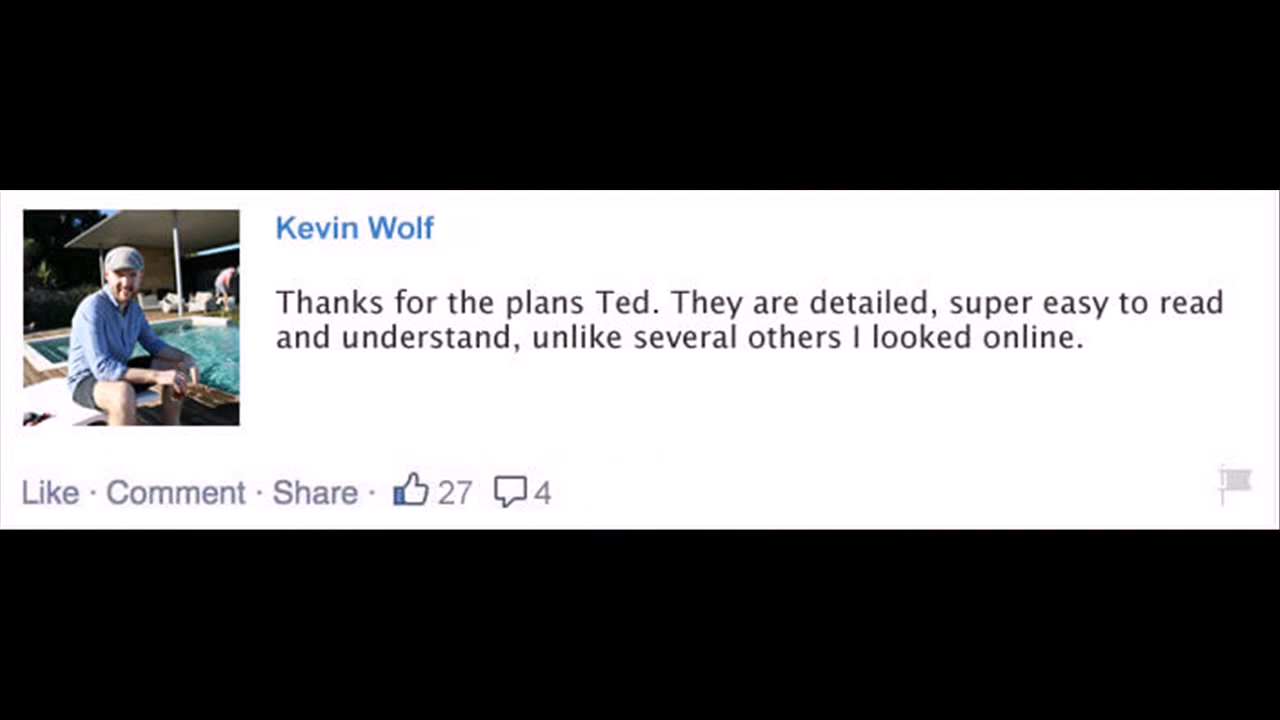 Kevin Wolf
Thanks for the plans Ted. They are detailed, super easy to read
and understand, unlike several others I looked online.
Like · Comment · Share · 27 4